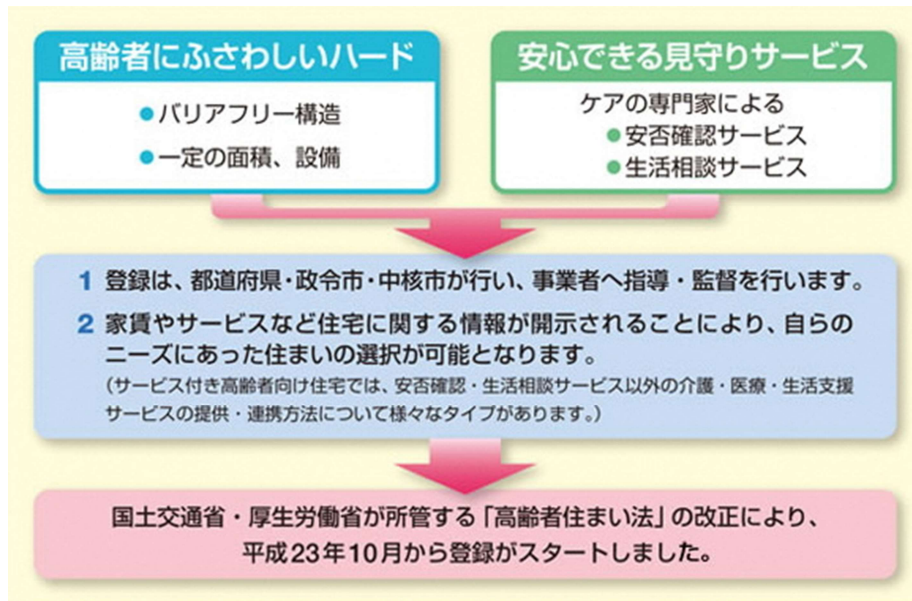 高齢者にふさわしいハード
●バリアフリー構造
●一定の面積、設備
安心できる見守りサービス
ケアの専門家による
●安否確認サービス
●生活相談サービス
1 登録は、都道府県・政令市・中核市が行い、事業者へ指導・監督を行います。
2 家賃やサービスなど住宅に関する情報が開示されることにより、自らの
ニーズにあった住まいの選択が可能となります。
（サービス付き高齢者向け住宅では、安否確認・生活相談サービス以外の介護・医療・生活支援
サービスの提供・連携方法について様々なタイプがあります。）
国土交通省・厚生労働省が所管する「高齢者住まい法」の改正により、
平成23年10月から登録がスタートしました。